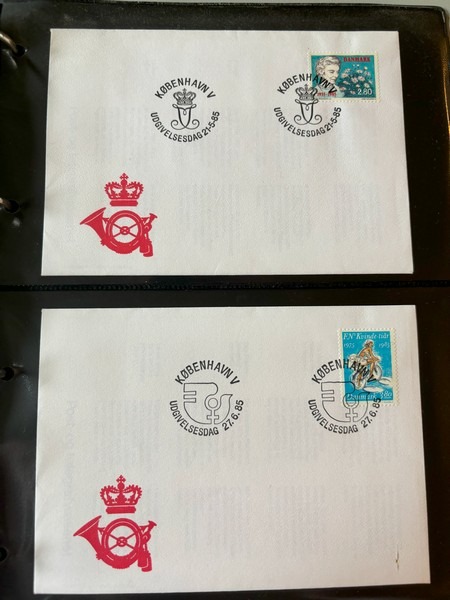 KØBENHAVN V
UDGIVELSESDAG 21-5-85
KØBENHAVN V
UDGIVELSESDAG 21-5-85
DANMARK
2.80
KØBENHAVN V
UDGIVELSESDAG 27.6.85
KØBENHAVN V
UDGIVELSESDAG 27.6.85
FN Kvinde-tiår
1975 1985